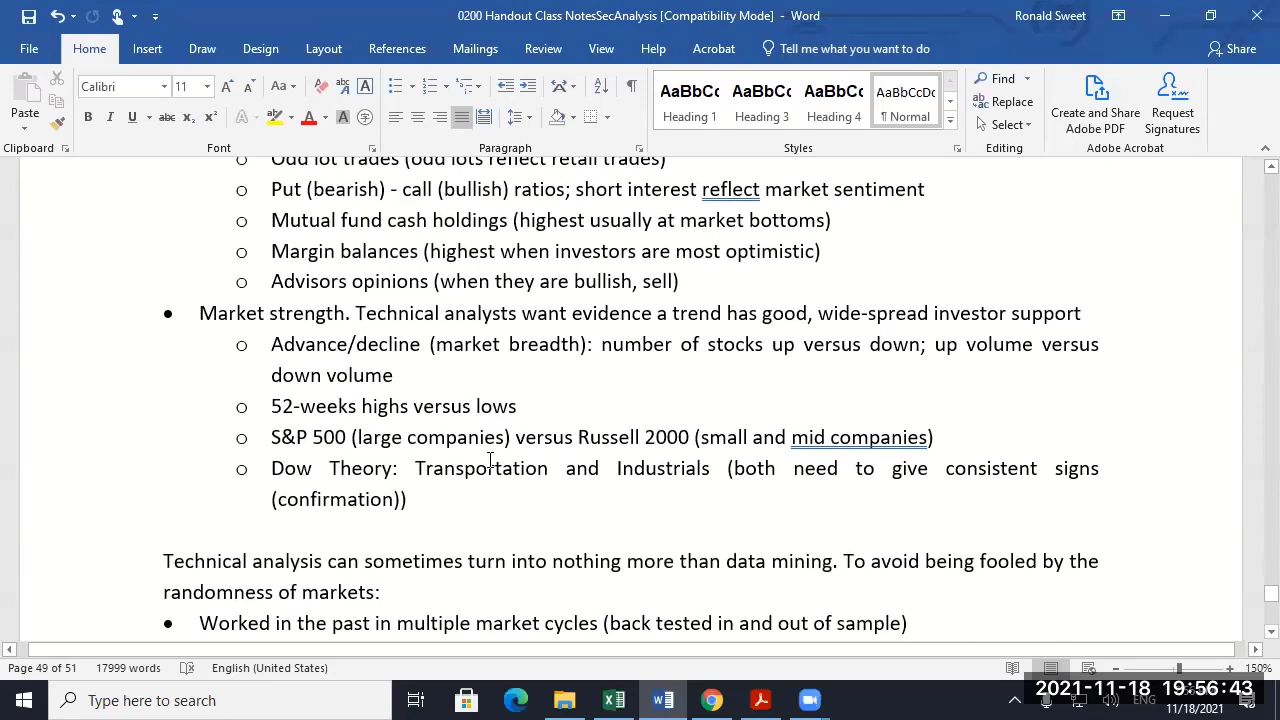 0200 Handout Class NotesSecAnalysis [Compatibility Mode] - Word
Ronald Sweet
File Home Insert Draw Design Layout References Mailings Review View Help Acrobat Tell me what you want to do Share
Paste
Calibri 11
AaBbCc AaBbCc AaBbCc AaBbCcDc
Heading 1 Heading 3 Heading 4 ¶ Normal
Find
Replace
Select
Create and Share
Adobe PDF
Request
Signatures
Clipboard Font Paragraph Styles Editing Adobe Acrobat
o Odd lot trades (odd lots reflect retail trades)
o Put (bearish) - call (bullish) ratios; short interest reflect market sentiment
o Mutual fund cash holdings (highest usually at market bottoms)
o Margin balances (highest when investors are most optimistic)
o Advisors opinions (when they are bullish, sell)
• Market strength. Technical analysts want evidence a trend has good, wide-spread investor support
o Advance/decline (market breadth): number of stocks up versus down; up volume versus
down volume
o 52-weeks highs versus lows
o S&P 500 (large companies) versus Russell 2000 (small and mid companies)
o Dow Theory: Transportation and Industrials (both need to give consistent signs
(confirmation))
Technical analysis can sometimes turn into nothing more than data mining. To avoid being fooled by the
randomness of markets:
• Worked in the past in multiple market cycles (back tested in and out of sample)
Page 49 of 51 17999 words English (United States) 150%
Type here to search
2021-11-18 19:56:43
ENG
11/18/2021